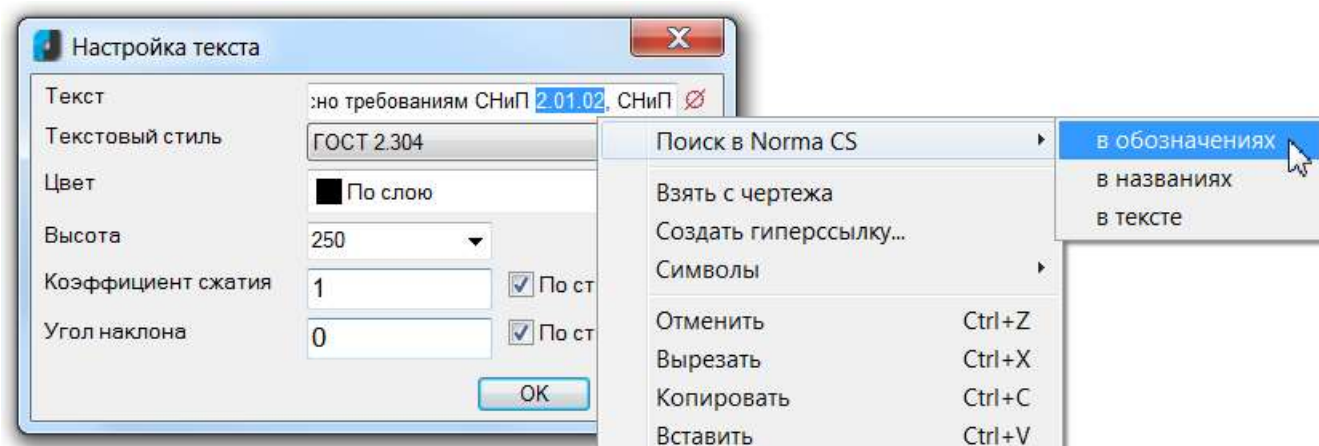 Настройка текста
Текст :но требованиям СНиП 2.01.02, СНиП
Текстовый стиль ГОСТ 2.304
Цвет По слою
Высота 250
Коэффициент сжатия 1 По ст
Угол наклона 0 По ст
OK
Поиск в Norma CS
Взять с чертежа
Создать гиперссылку...
Символы
Отменить Ctrl+Z
Вырезать Ctrl+X
Копировать Ctrl+C
Вставить Ctrl+V
в обозначениях
в названиях
в тексте